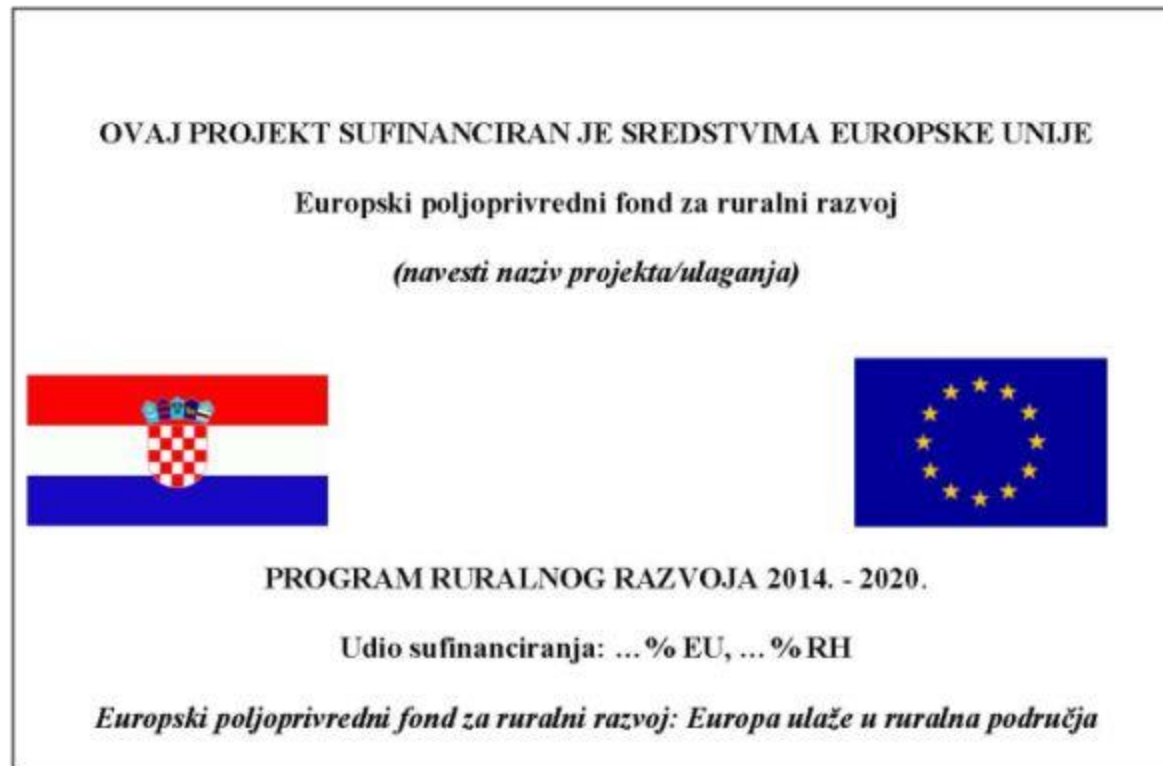 OVAJ PROJEKT SUFINANCIRAN JE SREDSTVIMA EUROPSKE UNIJE
Europski poljoprivredni fond za ruralni razvoj
(navesti naziv projekta/ulaganja)
PROGRAM RURALNOG RAZVOJA 2014. - 2020.
Udio sufinanciranja: ...% EU, ...% RH
Europski poljoprivredni fond za ruralni razvoj: Europa ulaže u ruralna područja